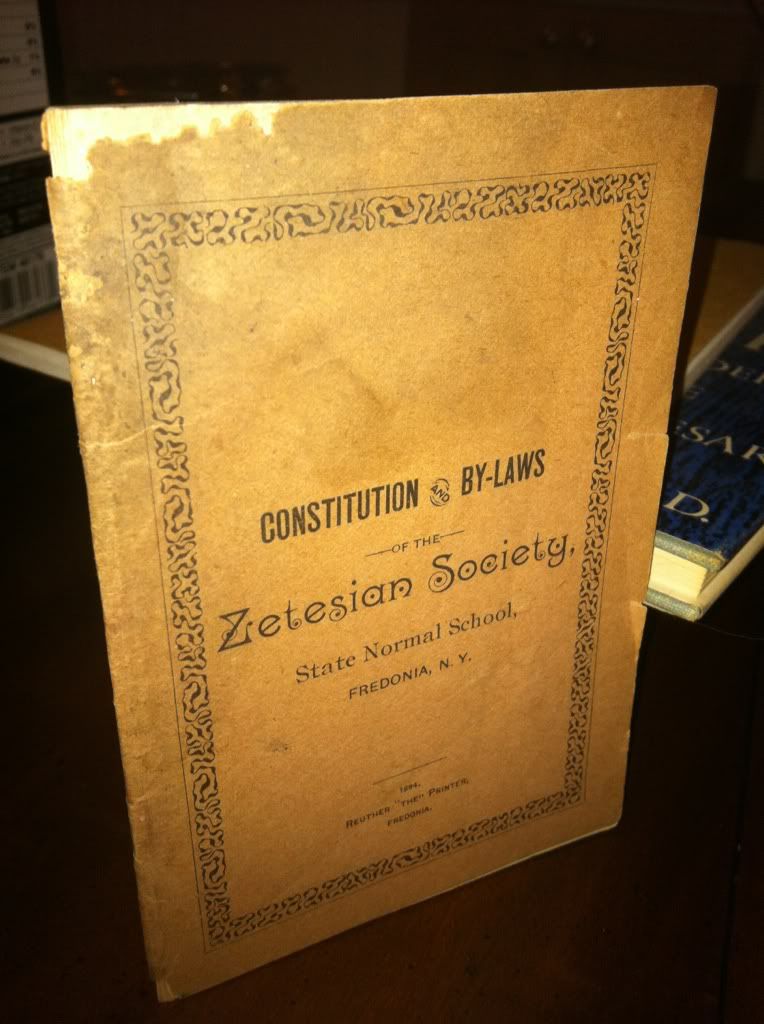 CONSTITUTION AND BY-LAWS
OF THE
Zetesian Society,
State Normal School,
FREDONIA, N. Y.
1894.
REUTHER "THE" PRINTER,
FREDONIA.
D.